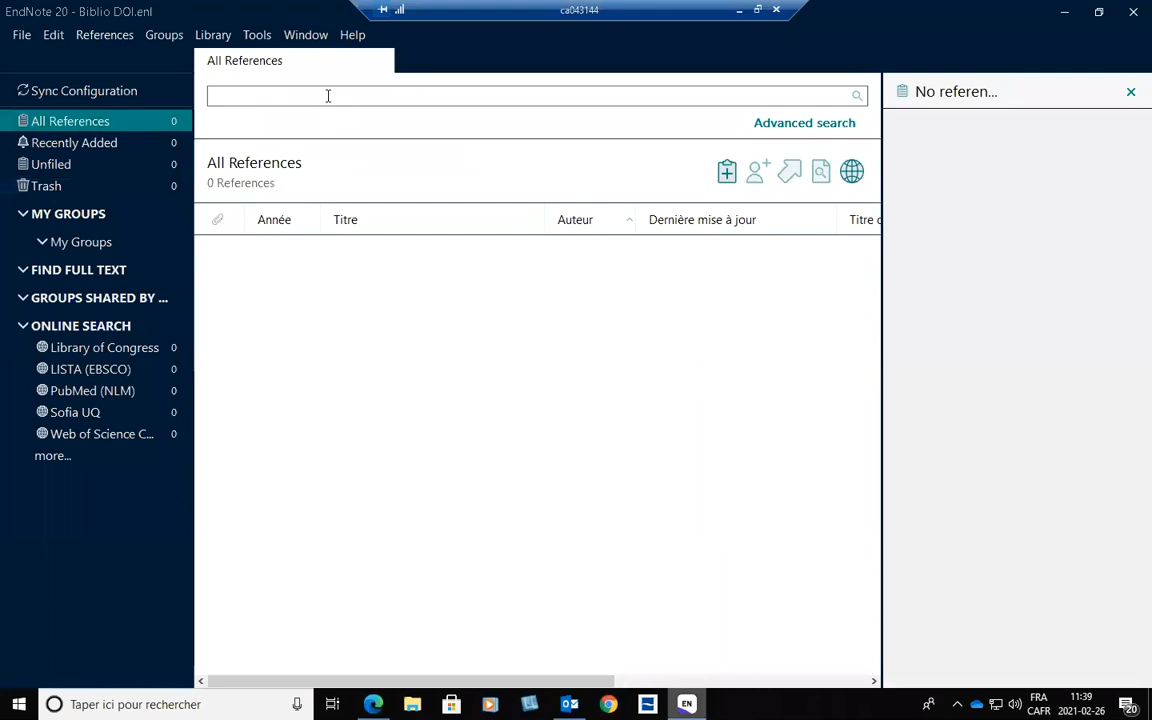 EndNote 20 - Biblio DOI.enl
ca043144
File Edit References Groups Library Tools Window Help
All References
Sync Configuration
All References 0
Recently Added 0
Unfiled 0
Trash 0
MY GROUPS
My Groups
FIND FULL TEXT
GROUPS SHARED BY ...
ONLINE SEARCH
Library of Congress 0
LISTA (EBSCO) 0
PubMed (NLM) 0
Sofia UQ 0
Web of Science C... 0
more...
Advanced search
All References
0 References
Année Titre Auteur Dernière mise à jour Titre
No referen...
Taper ici pour rechercher
EN
FRA
CAFR
11:39
2021-02-26
20